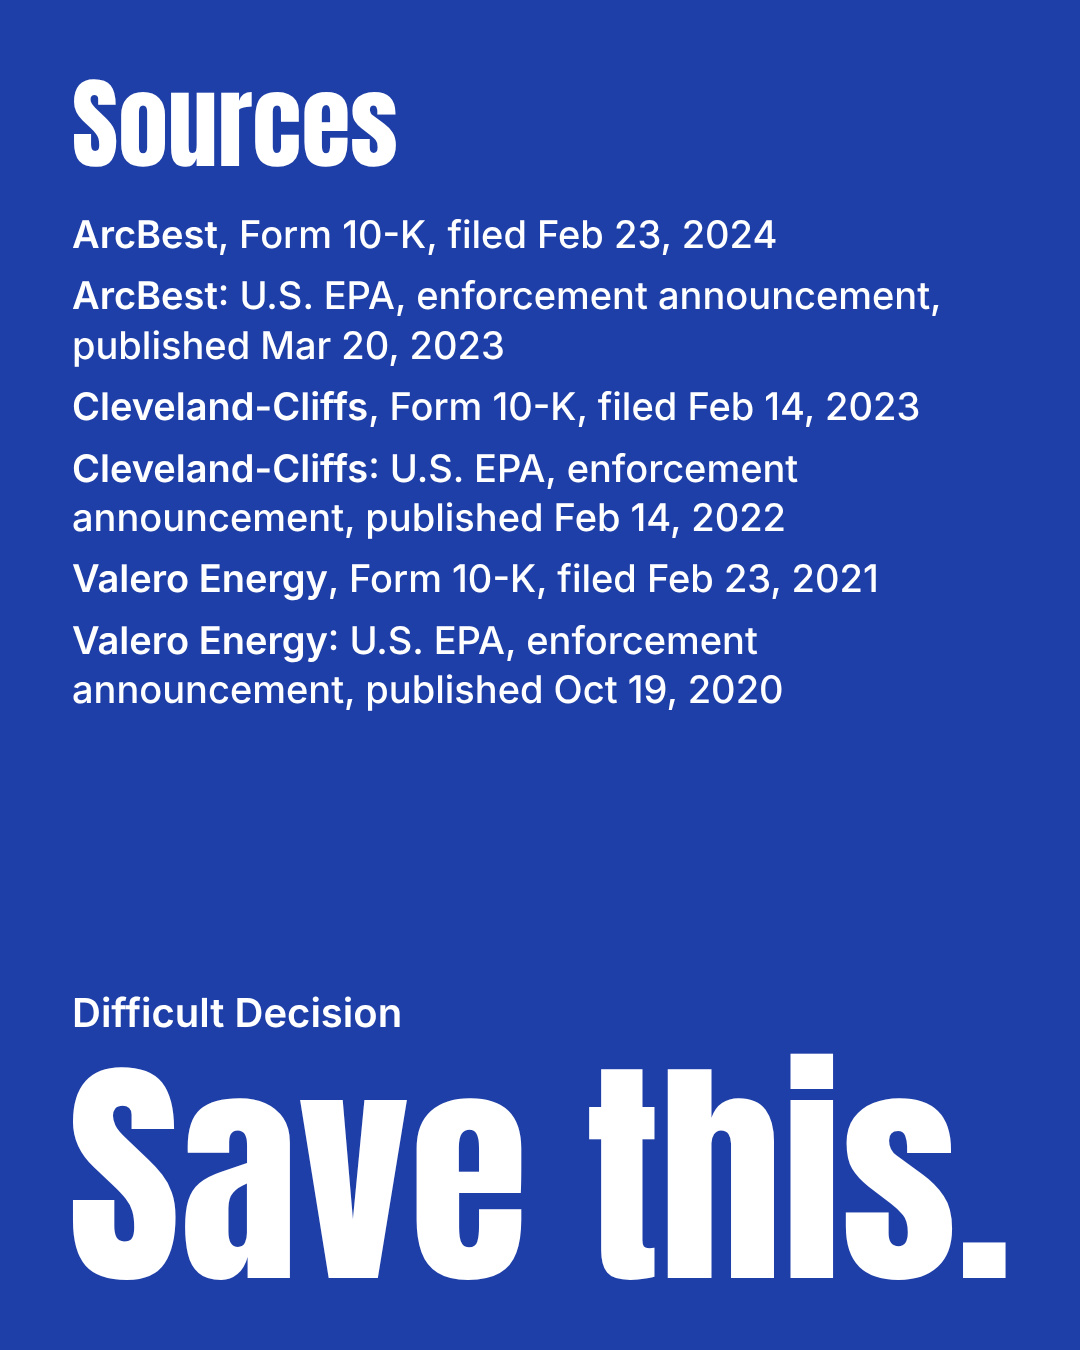 Sources
ArcBest, Form 10-K, filed Feb 23, 2024
ArcBest: U.S. EPA, enforcement announcement,
published Mar 20, 2023
Cleveland-Cliffs, Form 10-K, filed Feb 14, 2023
Cleveland-Cliffs: U.S. EPA, enforcement
announcement, published Feb 14, 2022
Valero Energy, Form 10-K, filed Feb 23, 2021
Valero Energy: U.S. EPA, enforcement
announcement, published Oct 19, 2020
Difficult Decision
Save this.